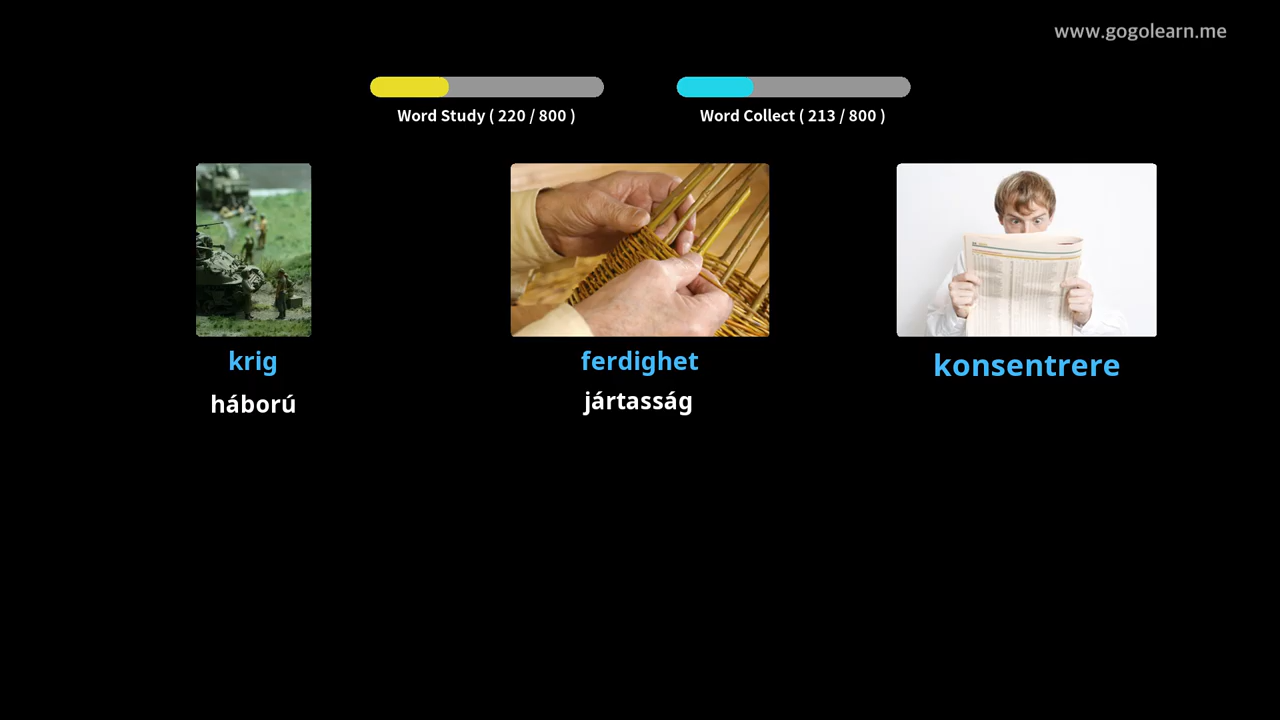 www.gogolearn.me
Word Study ( 220 / 800 )
Word Collect ( 213 / 800 )
krig
ferdighet
konsentrere
háború
jártasság